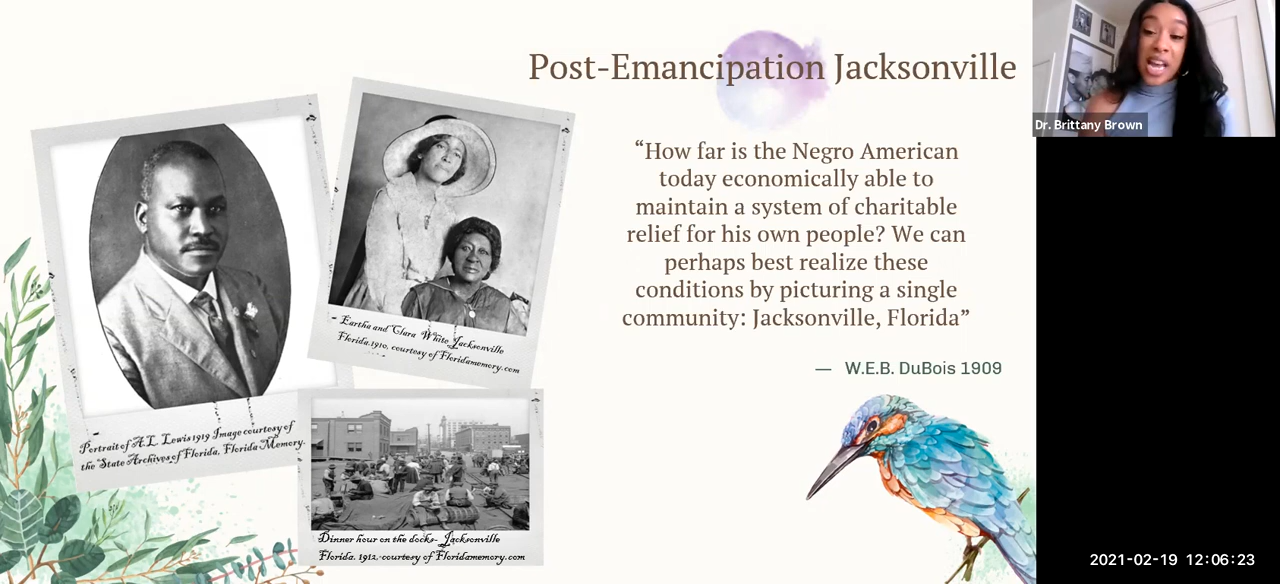 Post-Emancipation Jacksonville
“How far is the Negro American
today economically able to
maintain a system of charitable
relief for his own people? We can
perhaps best realize these
conditions by picturing a single
community: Jacksonville, Florida”
— W.E.B. DuBois 1909
Portrait of A.L. Lewis 1919 Image courtesy of
the State Archives of Florida, Florida Memory.
- Eartha and Clara White Jacksonville
Florida.1910, courtesy of Floridamemory.com
Dinner hour on the docks- Jacksonville
Florida. 1912, courtesy of Floridamemory.com
Dr. Brittany Brown
2021-02-19 12:06:23